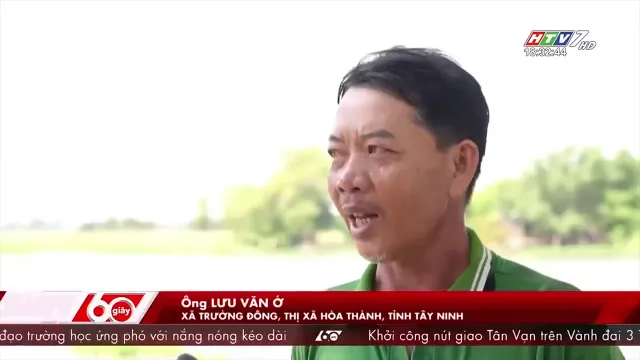 HTV7 HD
18:32:44
60 giây
Ông LƯU VĂN Ở
XÃ TRƯỜNG ĐÔNG, THỊ XÃ HÒA THÀNH, TỈNH TÂY NINH
đạo trường học ứng phó với nắng nóng kéo dài 60 Khởi công nút giao Tân Vạn trên Vành đai 3